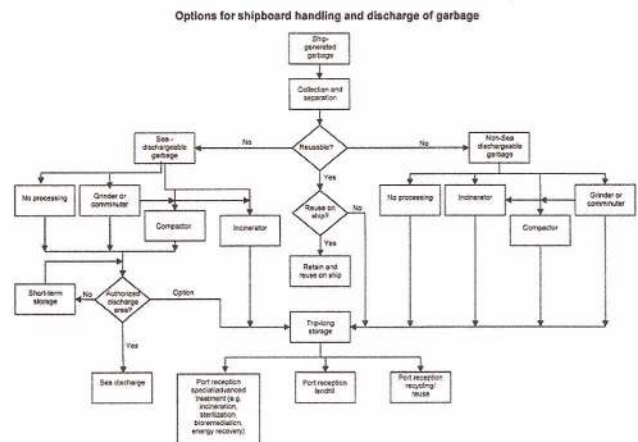 Options for shipboard handling and discharge of garbage
Ship-
generated
garbage
Collection and
separation
Sea-
dischargeable
garbage
No
Reusable?
No
Non-Sea
dischargeable
garbage
Yes
No processing
Grinder or
comminuter
Compactor
Incinerator
Reuse on
ship?
No
No processing
Incinerator
Compactor
Grinder or
comminuter
Yes
Retain and
reuse on ship
Short-term
storage
No
Authorized
discharge
area?
Option
Trip-long
storage
Yes
Sea discharge
Port reception
special/advanced
treatment (e.g.
incineration,
sterilization,
bioremediation,
energy recovery)
Port reception
landfill
Port reception
recycling/
reuse